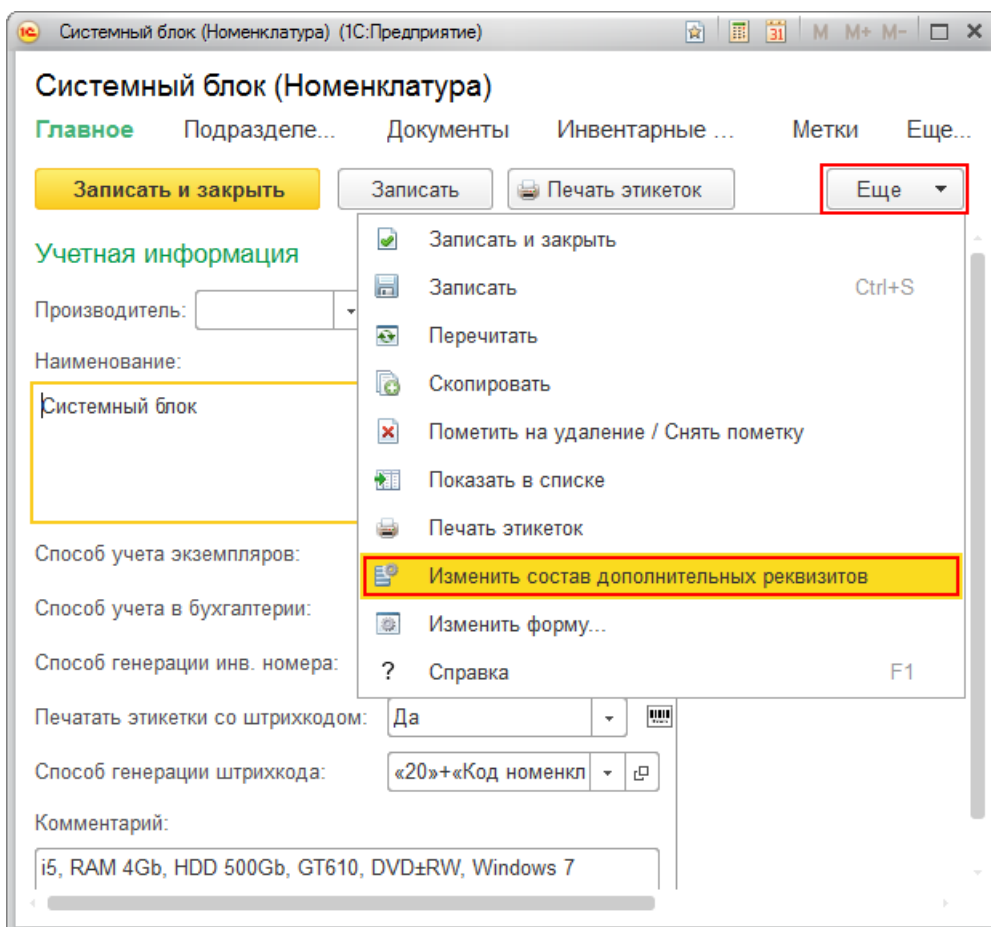 Системный блок (Номенклатура) (1С:Предприятие) 31 M M+ M-
Системный блок (Номенклатура)
Главное Подразделе... Документы Инвентарные ... Метки Еще...
Записать и закрыть Записать Печать этикеток Еще
Учетная информация
Записать и закрыть
Записать Ctrl+S
Производитель:
Перечитать
Наименование:
Скопировать
Системный блок
Пометить на удаление / Снять пометку
Показать в списке
Печать этикеток
Способ учета экземпляров:
Изменить состав дополнительных реквизитов
Способ учета в бухгалтерии:
Изменить форму...
Способ генерации инв. номера:
? Справка F1
Печатать этикетки со штрихкодом: Да
Способ генерации штрихкода: «20»+«Код номенкл
Комментарий:
i5, RAM 4Gb, HDD 500Gb, GT610, DVD±RW, Windows 7